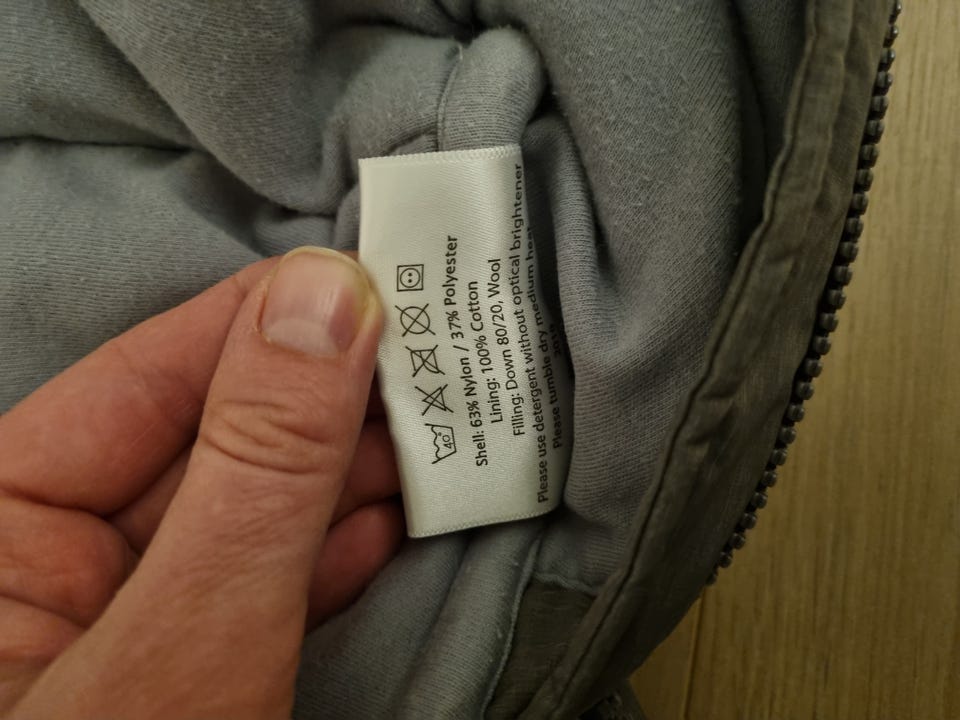 40
Shell: 63% Nylon / 37% Polyester
Lining: 100% Cotton
Filling: Down 80/20, Wool
Please use detergent without optical brightener
Please tumble dry medium heat